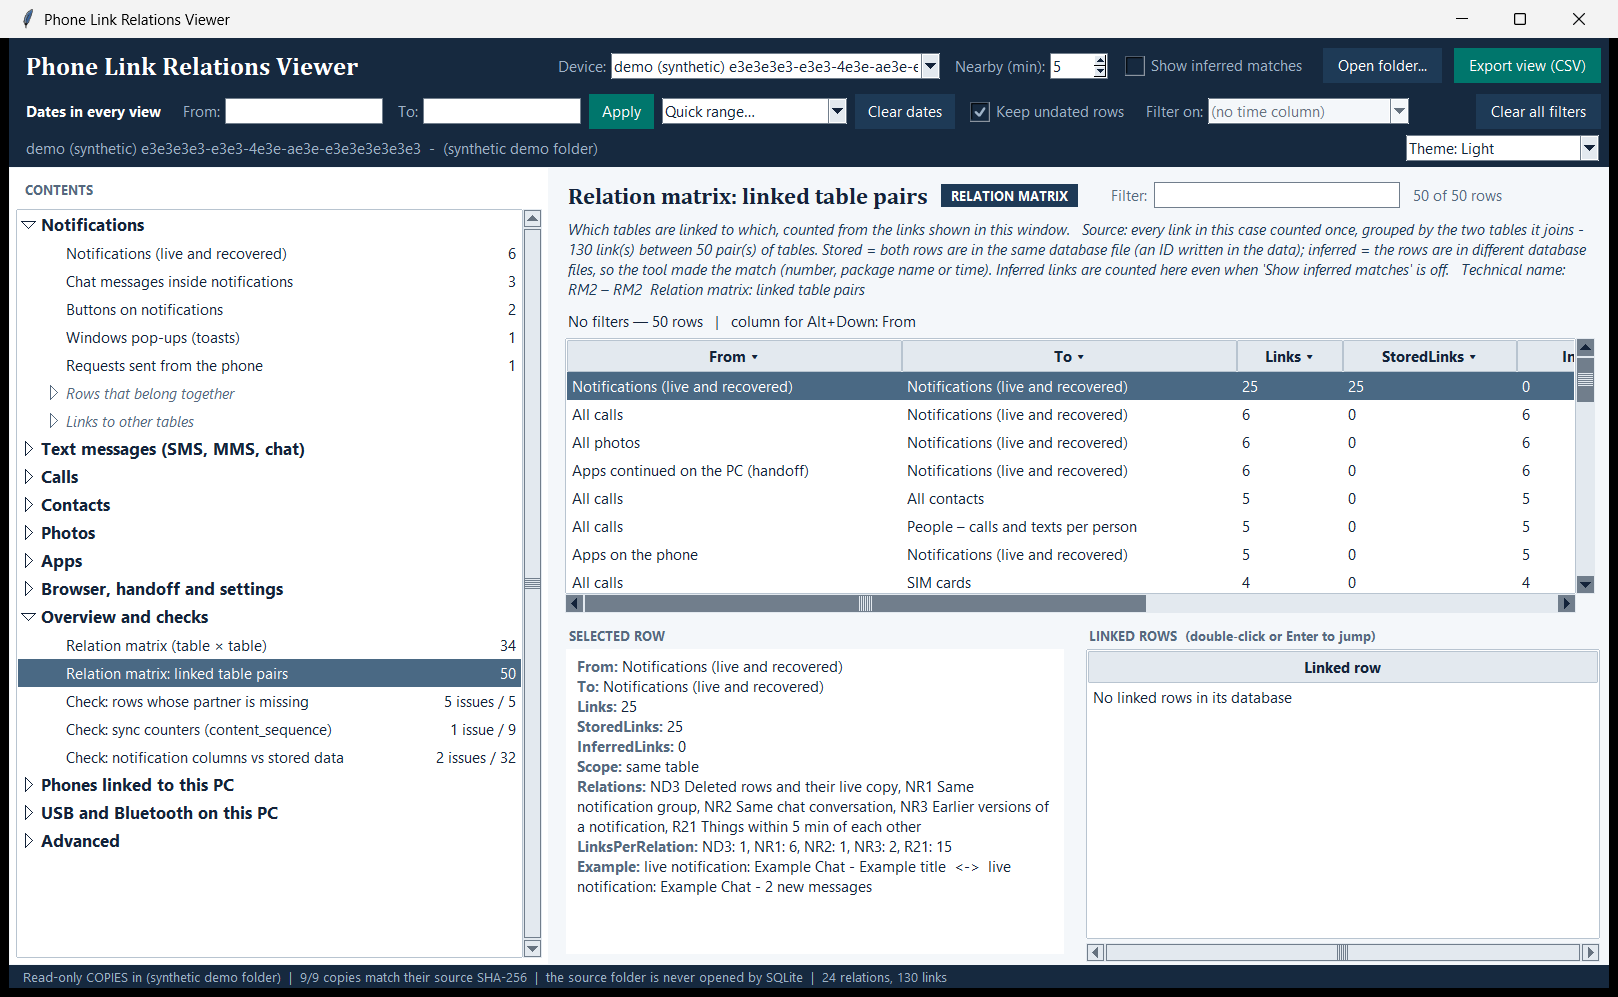 Phone Link Relations Viewer
Phone Link Relations Viewer
Device: demo (synthetic) e3e3e3e3-e3e3-4e3e-ae3e-e
Nearby (min): 5
Show inferred matches
Open folder...
Export view (CSV)
Dates in every view
From:
To:
Apply
Quick range...
Clear dates
Keep undated rows
Filter on: (no time column)
Clear all filters
demo (synthetic) e3e3e3e3-e3e3-4e3e-ae3e-e3e3e3e3e3e3 - (synthetic demo folder)
Theme: Light
CONTENTS
Notifications
Notifications (live and recovered) 6
Chat messages inside notifications 3
Buttons on notifications 2
Windows pop-ups (toasts) 1
Requests sent from the phone 1
Rows that belong together
Links to other tables
Text messages (SMS, MMS, chat)
Calls
Contacts
Photos
Apps
Browser, handoff and settings
Overview and checks
Relation matrix (table × table) 34
Relation matrix: linked table pairs 50
Check: rows whose partner is missing 5 issues / 5
Check: sync counters (content_sequence) 1 issue / 9
Check: notification columns vs stored data 2 issues / 32
Phones linked to this PC
USB and Bluetooth on this PC
Advanced
Relation matrix: linked table pairs
RELATION MATRIX
Filter:
50 of 50 rows
Which tables are linked to which, counted from the links shown in this window. Source: every link in this case counted once, grouped by the two tables it joins -
130 link(s) between 50 pair(s) of tables. Stored = both rows are in the same database file (an ID written in the data); inferred = the rows are in different database
files, so the tool made the match (number, package name or time). Inferred links are counted here even when 'Show inferred matches' is off. Technical name:
RM2 – RM2 Relation matrix: linked table pairs
No filters — 50 rows | column for Alt+Down: From
From To Links StoredLinks In
Notifications (live and recovered) Notifications (live and recovered) 25 25 0
All calls Notifications (live and recovered) 6 0 6
All photos Notifications (live and recovered) 6 0 6
Apps continued on the PC (handoff) Notifications (live and recovered) 6 0 6
All calls All contacts 5 0 5
All calls People – calls and texts per person 5 0 5
Apps on the phone Notifications (live and recovered) 5 0 5
All calls SIM cards 4 0 4
SELECTED ROW
From: Notifications (live and recovered)
To: Notifications (live and recovered)
Links: 25
StoredLinks: 25
InferredLinks: 0
Scope: same table
Relations: ND3 Deleted rows and their live copy, NR1 Same
notification group, NR2 Same chat conversation, NR3 Earlier versions of
a notification, R21 Things within 5 min of each other
LinksPerRelation: ND3: 1, NR1: 6, NR2: 1, NR3: 2, R21: 15
Example: live notification: Example Chat - Example title <-> live
notification: Example Chat - 2 new messages
LINKED ROWS (double-click or Enter to jump)
Linked row
No linked rows in its database
Read-only COPIES in (synthetic demo folder) | 9/9 copies match their source SHA-256 | the source folder is never opened by SQLite | 24 relations, 130 links